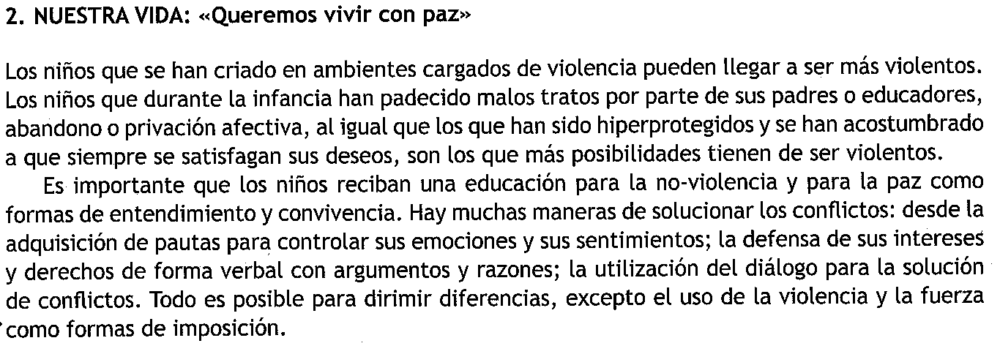 2. NUESTRA VIDA: «Queremos vivir con paz»
Los niños que se han criado en ambientes cargados de violencia pueden llegar a ser más violentos.
Los niños que durante la infancia han padecido malos tratos por parte de sus padres o educadores,
abandono o privación afectiva, al igual que los que han sido hiperprotegidos y se han acostumbrado
a que siempre se satisfagan sus deseos, son los que más posibilidades tienen de ser violentos.
Es importante que los niños reciban una educación para la no-violencia y para la paz como
formas de entendimiento y convivencia. Hay muchas maneras de solucionar los conflictos: desde la
adquisición de pautas para controlar sus emociones y sus sentimientos; la defensa de sus intereses
y derechos de forma verbal con argumentos y razones; la utilización del diálogo para la solución
de conflictos. Todo es posible para dirimir diferencias, excepto el uso de la violencia y la fuerza
como formas de imposición.